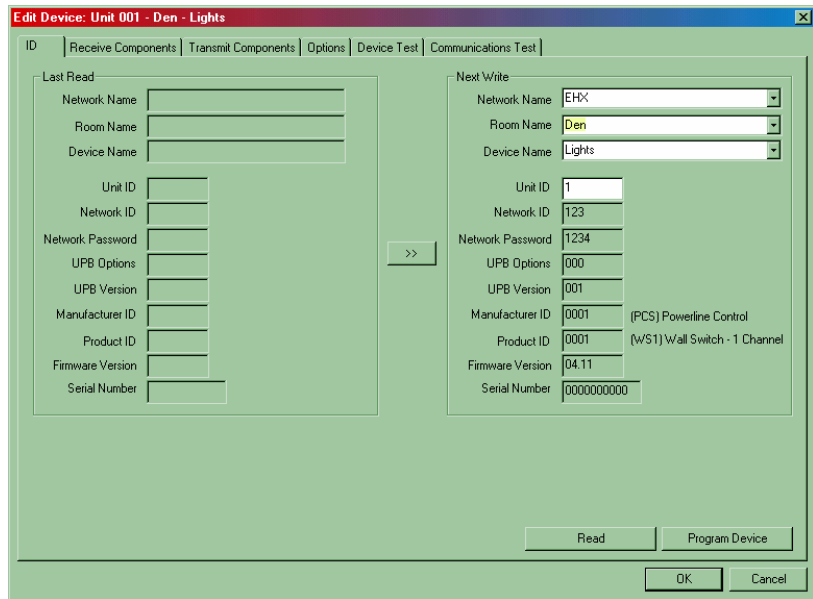 Edit Device: Unit 001 - Den - Lights
ID Receive Components Transmit Components Options Device Test Communications Test
Last Read
Network Name
Room Name
Device Name
Unit ID
Network ID
Network Password
UPB Options
UPB Version
Manufacturer ID
Product ID
Firmware Version
Serial Number
>>
Next Write
Network Name EHX
Room Name Den
Device Name Lights
Unit ID 1
Network ID 123
Network Password 1234
UPB Options 000
UPB Version 001
Manufacturer ID 0001 (PCS) Powerline Control
Product ID 0001 (WS1) Wall Switch - 1 Channel
Firmware Version 04.11
Serial Number 0000000000
Read Program Device
OK Cancel